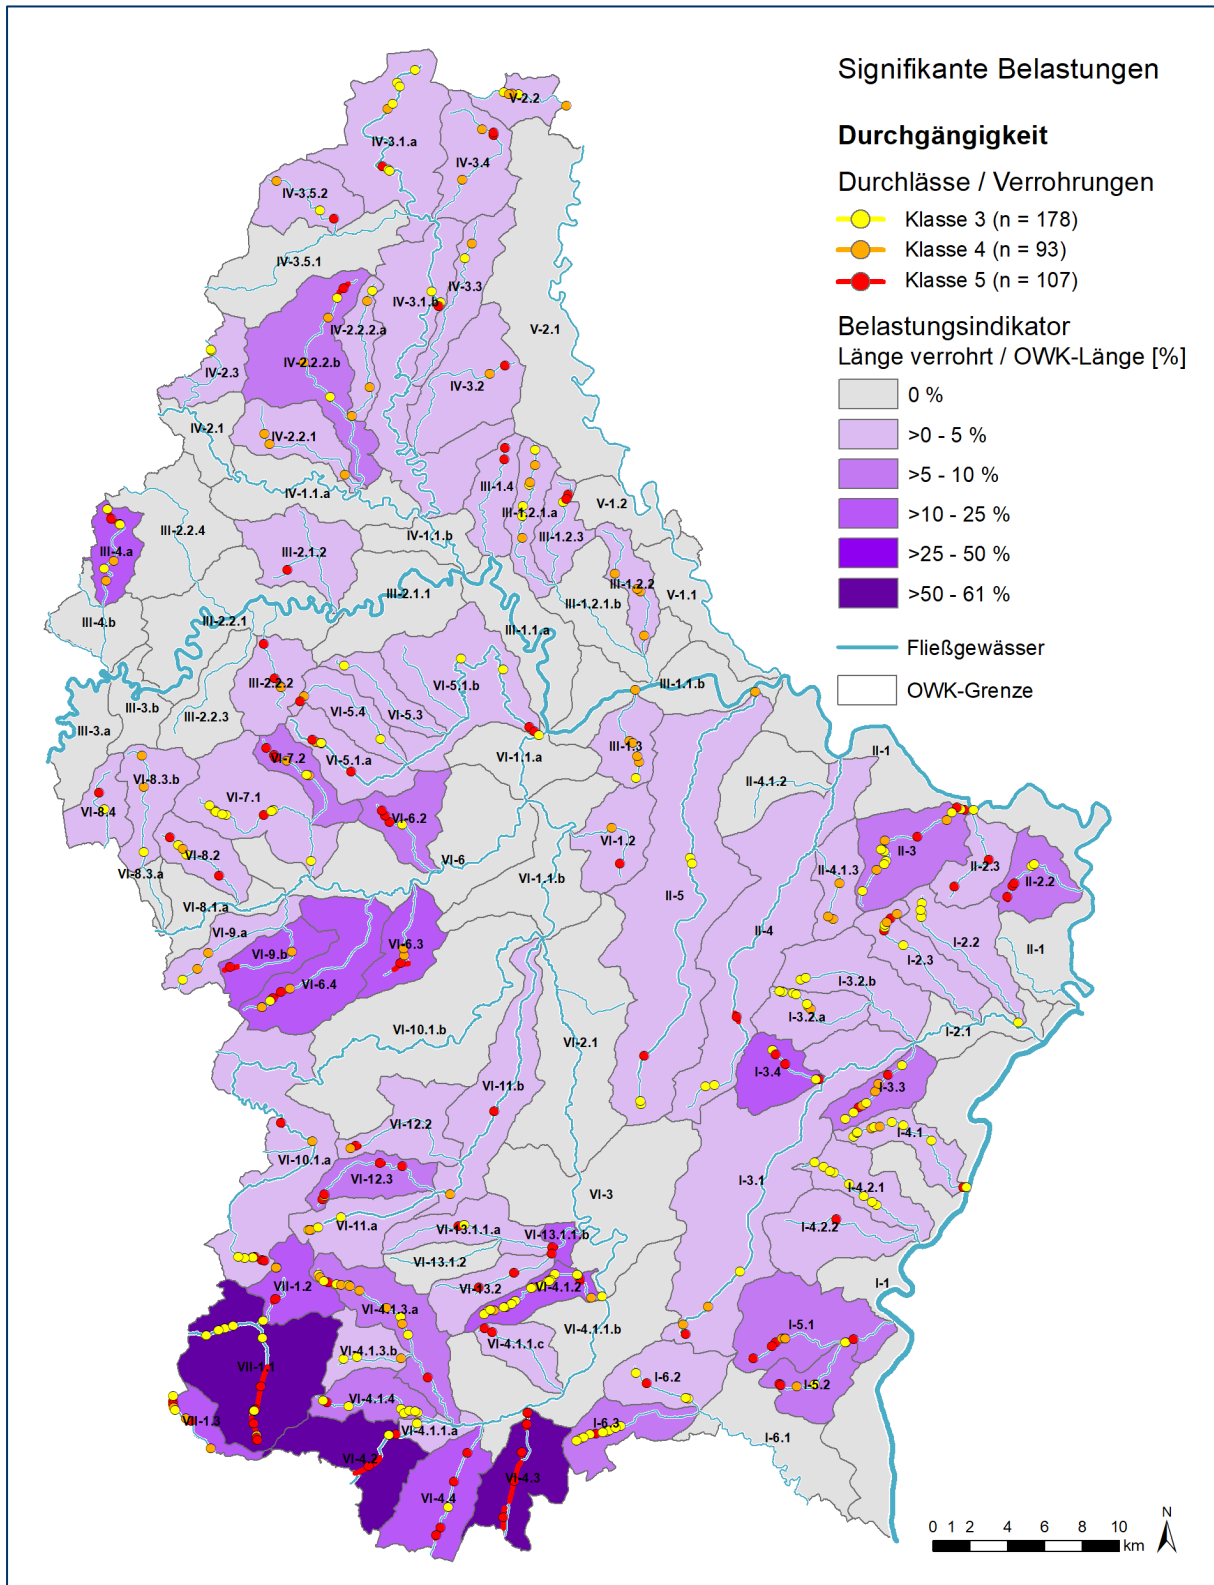 Signifikante Belastungen
Durchgängigkeit
Durchlässe / Verrohrungen
Klasse 3 (n = 178)
Klasse 4 (n = 93)
Klasse 5 (n = 107)
Belastungsindikator
Länge verrohrt / OWK-Länge [%]
0 %
>0 - 5 %
>5 - 10 %
>10 - 25 %
>25 - 50 %
>50 - 61 %
Fließgewässer
OWK-Grenze
V-2.2
IV-3.1.a
IV-3.4
IV-3.5.2
IV-3.5.1
IV-3.3
IV-3.1.b
IV-2.2.2.a
V-2.1
IV-2.2.2.b
IV-2.3
IV-3.2
IV-2.1
IV-2.2.1
III-1.4
IV-1.1.a
V-1.2
III-1.2.1.a
III-2.2.4
IV-1.1.b
III-1.2.3
III-4.a
III-2.1.2
III-1.2.2
V-1.1
III-2.1.1
III-1.2.1.b
III-4.b
III-2.2.1
III-1.1.a
III-2.2.2
VI-5.1.b
III-1.1.b
III-3.b
VI-5.4
VI-5.3
III-2.2.3
III-3.a
III-1.3
II-1
VI-7.2
VI-5.1.a
VI-1.1.a
VI-8.3.b
II-4.1.2
VI-7.1
VI-8.4
VI-6.2
VI-1.2
II-3
VI-8.2
VI-6
II-4.1.3
II-2.3
VI-8.3.a
VI-1.1.b
II-2.2
II-5
VI-8.1.a
VI-9.a
II-4
I-2.2
VI-6.3
II-1
VI-9.b
I-2.3
VI-6.4
I-3.2.b
I-3.2.a
VI-10.1.b
I-2.1
VI-2.1
I-3.4
VI-11.b
I-3.3
VI-12.2
I-4.1
VI-10.1.a
VI-12.3
I-3.1
I-4.2.1
VI-3
VI-11.a
VI-13.1.1.a
I-4.2.2
VI-13.1.1.b
VI-13.1.2
VII-1.2
VI-13.2
VI-4.1.2
I-1
VI-4.1.3.a
I-5.1
VI-4.1.1.b
VI-4.1.1.c
VI-4.1.3.b
VII-1.1
I-6.2
I-5.2
VI-4.1.4
VII-1.3
VI-4.1.1.a
I-6.3
I-6.1
VI-4.2
VI-4.3
VI-4.4
N
0 1 2 4 6 8 10
km